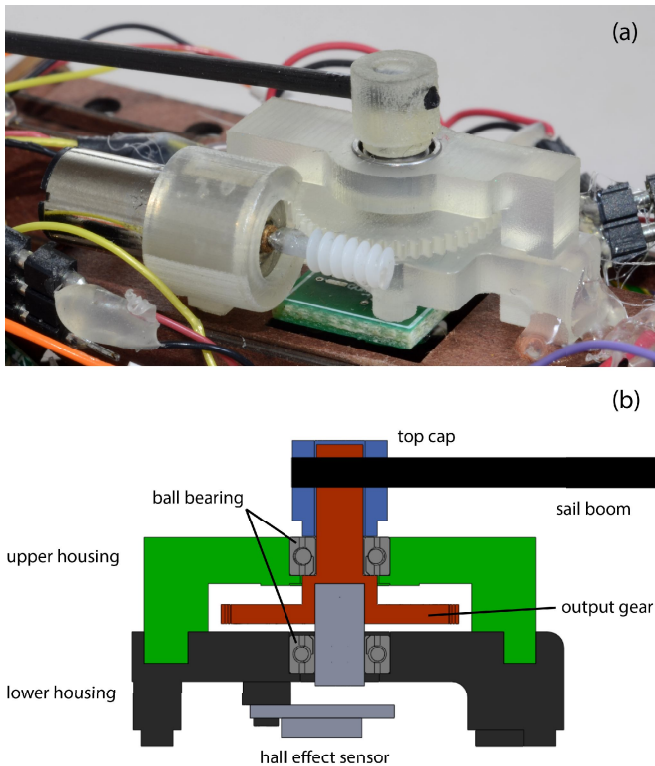 (a)
(b)
top cap
ball bearing
sail boom
upper housing
output gear
lower housing
hall effect sensor